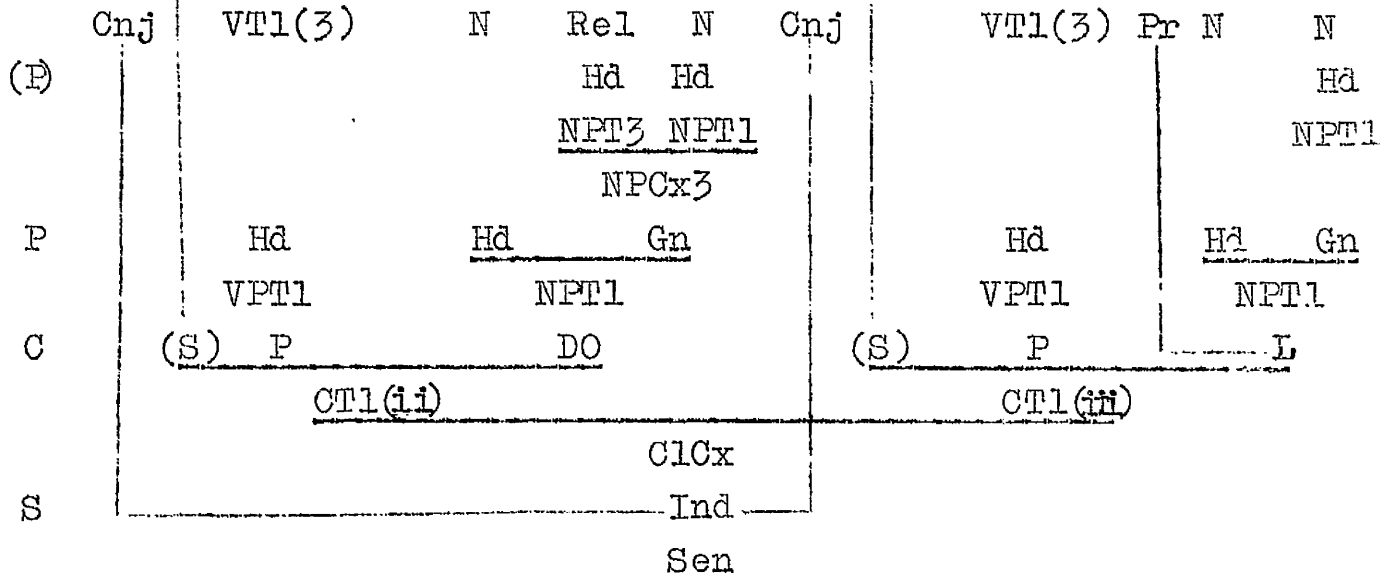 Cnj VT1(3) N Rel N Cnj VT1(3) Pr N N
(P) Hd Hd Hd
NPT3 NPT1 NPT1
NPCx3
P Hd Hd Gn Hd Hd Gn
VPT1 NPT1 VPT1 NPT1
C (S) P DO (S) P L
CT1(ii) CT1(iii)
ClCx
S Ind
Sen